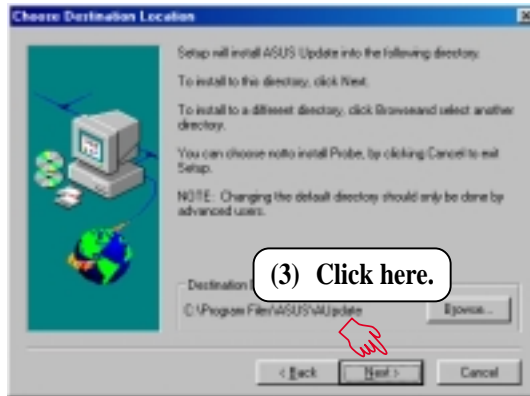 Choose Destination Location
Setup will install ASUS Update into the following directory.
To install to this directory, click Next.
To install to a different directory, click Browseand select another
directory.
You can choose notto install Probe, by clicking Cancel to exit
Setup.
NOTE: Changing the default directory should only be done by
advanced users.
(3) Click here.
Destination
C:\Program Files\ASUS\AUpdate
Browse...
< Back
Next >
Cancel